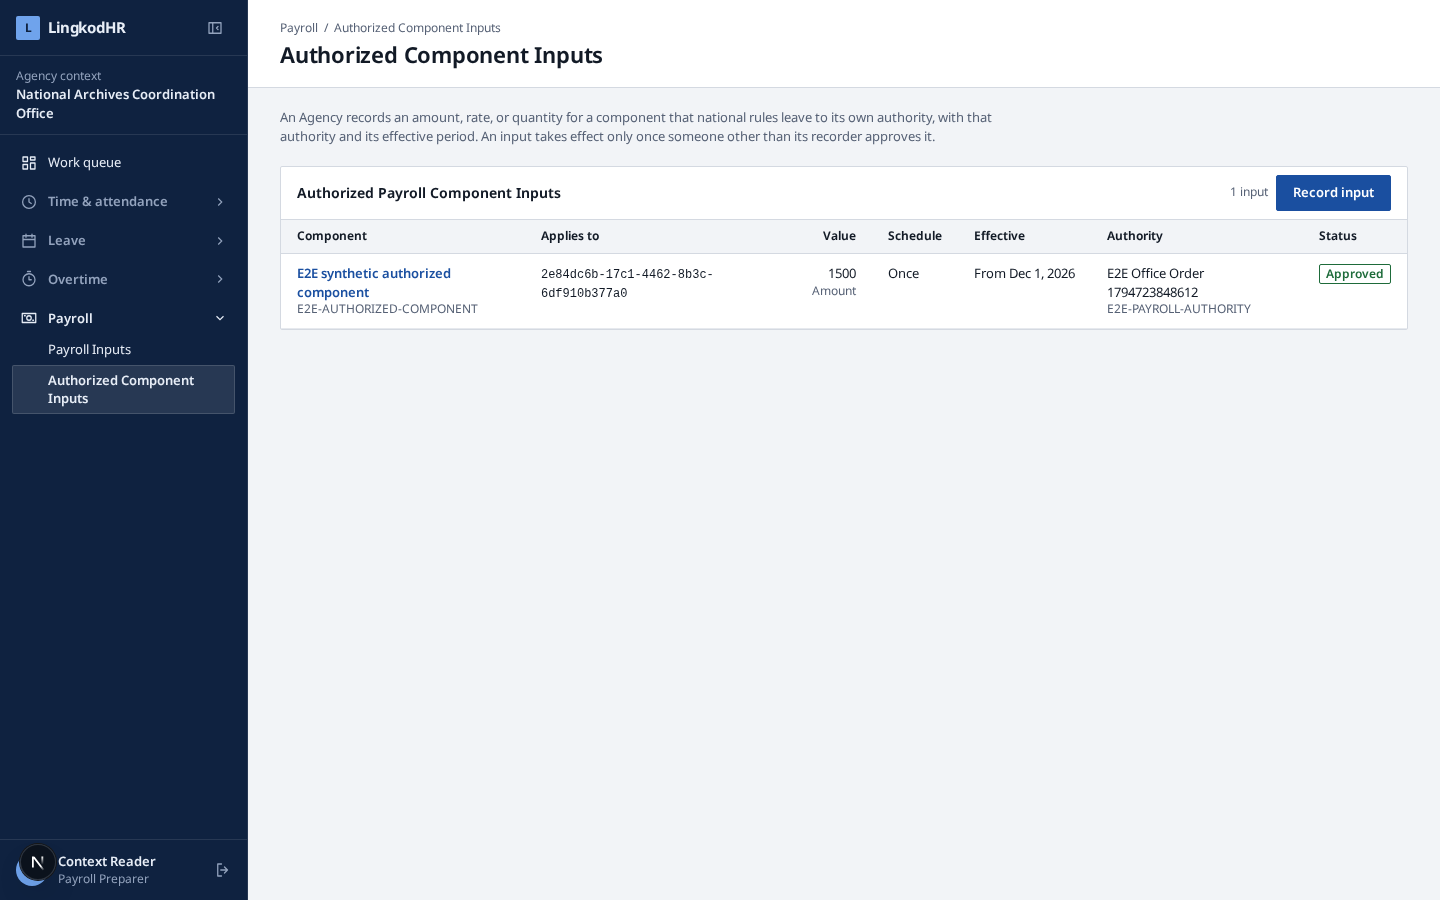 L LingkodHR
Agency context
National Archives Coordination
Office
Work queue
Time & attendance
Leave
Overtime
Payroll
Payroll Inputs
Authorized Component
Inputs
N Context Reader
Payroll Preparer
Payroll / Authorized Component Inputs
Authorized Component Inputs
An Agency records an amount, rate, or quantity for a component that national rules leave to its own authority, with that
authority and its effective period. An input takes effect only once someone other than its recorder approves it.
Authorized Payroll Component Inputs 1 input Record input
Component Applies to Value Schedule Effective Authority Status
E2E synthetic authorized 2e84dc6b-17c1-4462-8b3c- 1500 Once From Dec 1, 2026 E2E Office Order Approved
component 6df910b377a0 Amount 1794723848612
E2E-AUTHORIZED-COMPONENT E2E-PAYROLL-AUTHORITY